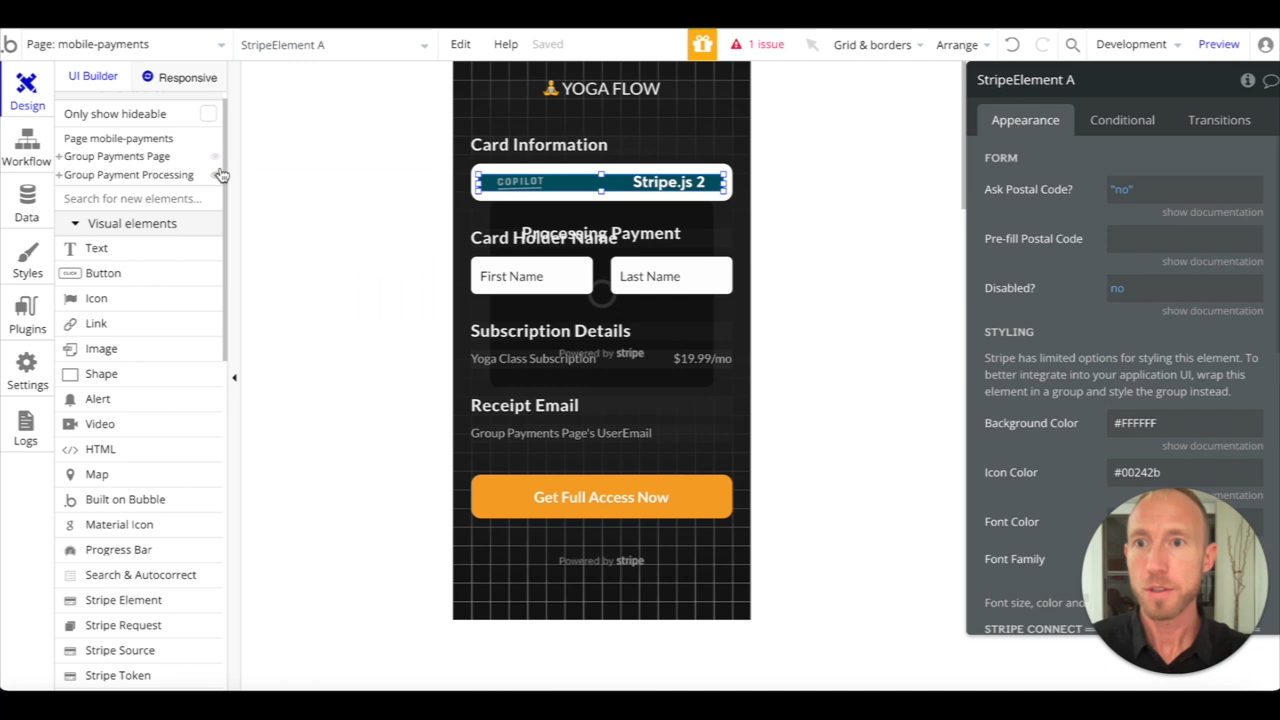 Page: mobile-payments
StripeElement A
Edit
Help
Saved
1 issue
Grid & borders
Arrange
Development
Preview
Design
Workflow
Data
Styles
Plugins
Settings
Logs
UI Builder
Responsive
Only show hideable
Page mobile-payments
+Group Payments Page
+Group Payment Processing
Search for new elements...
Visual elements
Text
CLICK
Button
Icon
Link
Image
Shape
Alert
Video
HTML
Map
Built on Bubble
Material Icon
Progress Bar
Search & Autocorrect
Stripe Element
Stripe Request
Stripe Source
Stripe Token
YOGA FLOW
Card Information
COPILOT
Stripe.js 2
Processing Payment
Card Holder Name
First Name
Last Name
Subscription Details
Powered by stripe
Yoga Class Subscription
$19.99/mo
Receipt Email
Group Payments Page's UserEmail
Get Full Access Now
Powered by stripe
StripeElement A
Appearance
Conditional
Transitions
FORM
Ask Postal Code?
"no"
show documentation
Pre-fill Postal Code
show documentation
Disabled?
no
show documentation
STYLING
Stripe has limited options for styling this element. To
better integrate into your application UI, wrap this
element in a group and style the group instead.
Background Color
#FFFFFF
show documentation
Icon Color
#00242b
Font Color
Font Family
Font size, color and
STRIPE CONNECT